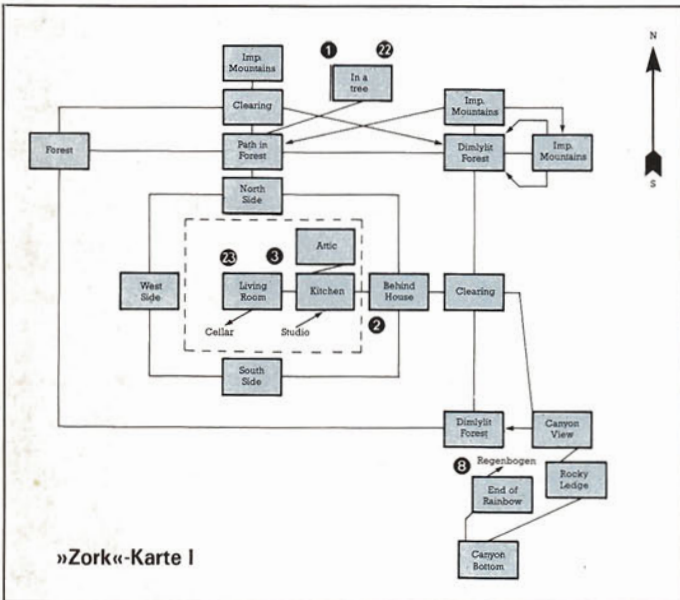 N
1
22
Imp.
Mountains
In a
tree
Clearing
Imp.
Mountains
Forest
Path in
Forest
Dimlylit
Forest
Imp.
Mountains
S
North
Side
Attic
23
3
West
Side
Living
Room
Kitchen
Behind
House
Clearing
Cellar
Studio
2
South
Side
Dimlylit
Forest
Canyon
View
8
Regenbogen
Rocky
Ledge
End of
Rainbow
Canyon
Bottom
»Zork«-Karte I